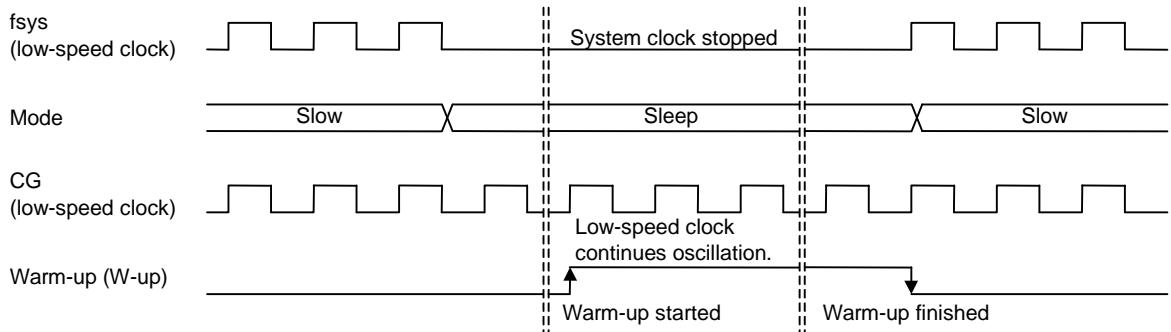 fsys
(low-speed clock)
System clock stopped
Mode
Slow
Sleep
Slow
CG
(low-speed clock)
Low-speed clock
continues oscillation.
Warm-up (W-up)
Warm-up started
Warm-up finished